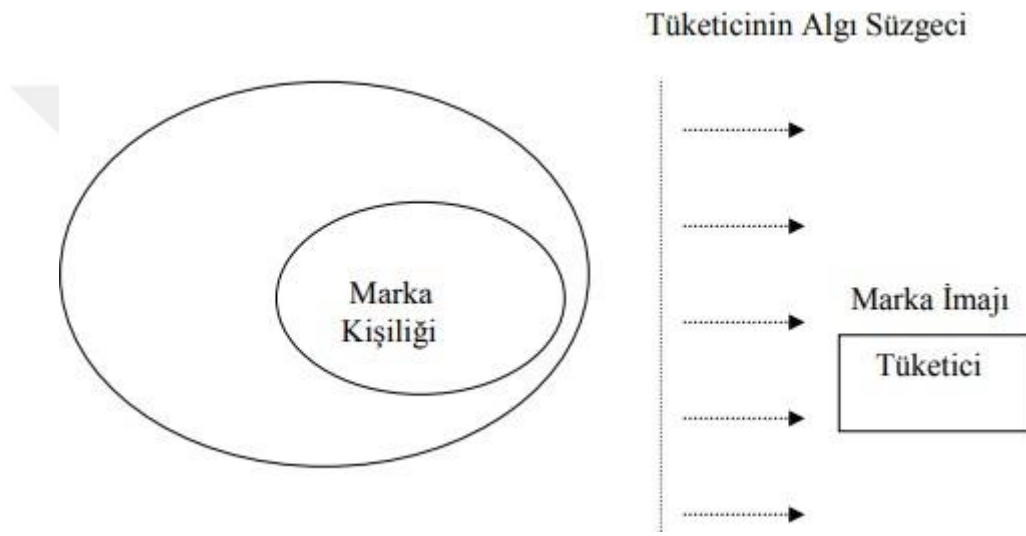 Tüketicinin Algı Süzgeci
Marka
Kişiliği
Marka İmajı
Tüketici